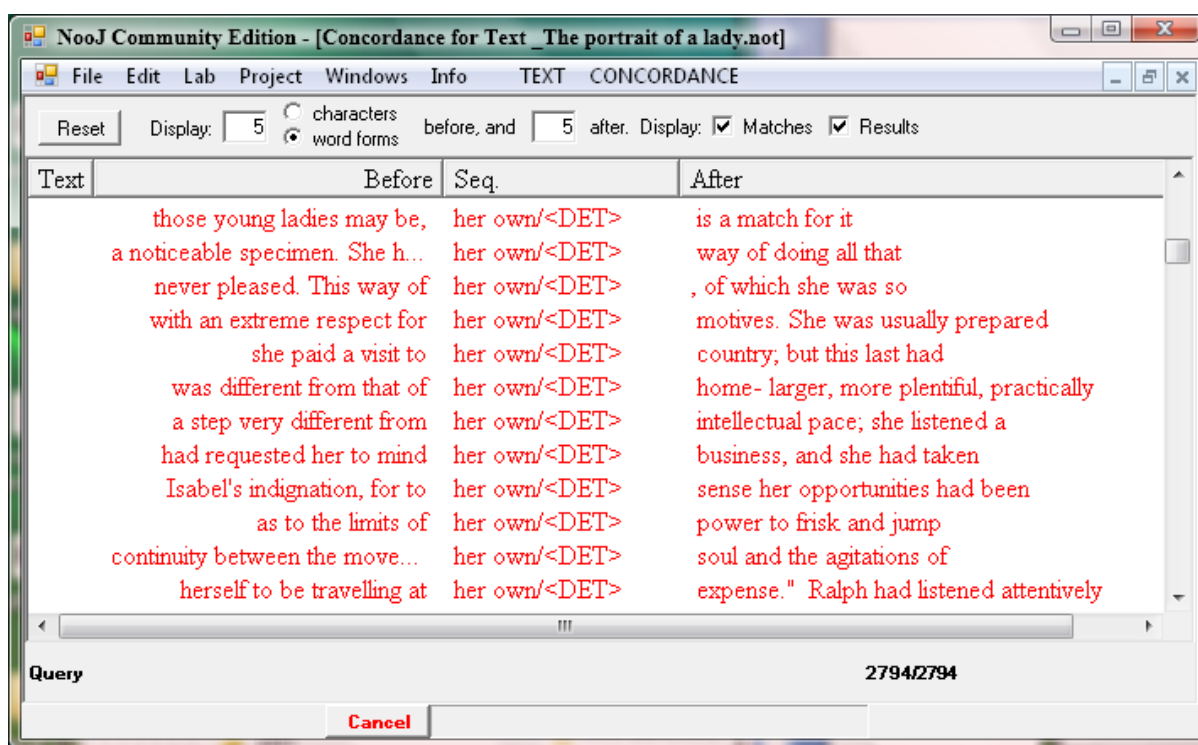 NooJ Community Edition - [Concordance for Text _The portrait of a lady.not]
File Edit Lab Project Windows Info TEXT CONCORDANCE
Reset Display: 5 characters word forms before, and 5 after. Display: Matches Results
Text Before Seq. After
those young ladies may be, her own/<DET> is a match for it
a noticeable specimen. She h... her own/<DET> way of doing all that
never pleased. This way of her own/<DET> , of which she was so
with an extreme respect for her own/<DET> motives. She was usually prepared
she paid a visit to her own/<DET> country; but this last had
was different from that of her own/<DET> home- larger, more plentiful, practically
a step very different from her own/<DET> intellectual pace; she listened a
had requested her to mind her own/<DET> business, and she had taken
Isabel's indignation, for to her own/<DET> sense her opportunities had been
as to the limits of her own/<DET> power to frisk and jump
continuity between the move... her own/<DET> soul and the agitations of
herself to be travelling at her own/<DET> expense." Ralph had listened attentively
Query 2794/2794
Cancel